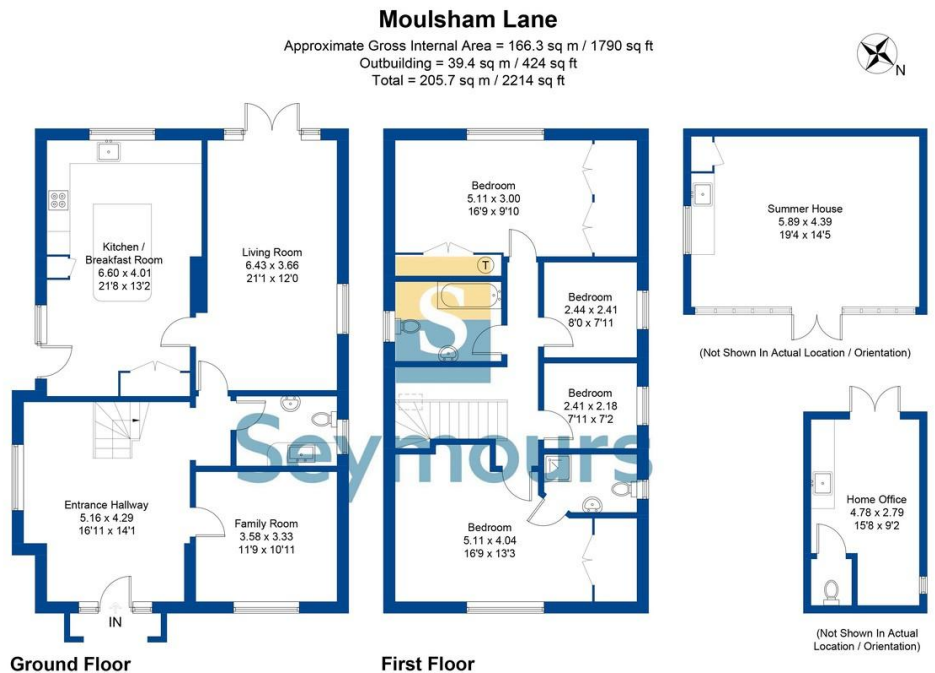 Moulsham Lane
Approximate Gross Internal Area = 166.3 sq m / 1790 sq ft
Outbuilding = 39.4 sq m / 424 sq ft
Total = 205.7 sq m / 2214 sq ft
N
Kitchen /
Breakfast Room
6.60 x 4.01
21'8 x 13'2
Living Room
6.43 x 3.66
21'1 x 12'0
Entrance Hallway
5.16 x 4.29
16'11 x 14'1
Family Room
3.58 x 3.33
11'9 x 10'11
IN
Ground Floor
Bedroom
5.11 x 3.00
16'9 x 9'10
T
Bedroom
2.44 x 2.41
8'0 x 7'11
Bedroom
2.41 x 2.18
7'11 x 7'2
Bedroom
5.11 x 4.04
16'9 x 13'3
First Floor
S
Seymours
Summer House
5.89 x 4.39
19'4 x 14'5
(Not Shown In Actual Location / Orientation)
Home Office
4.78 x 2.79
15'8 x 9'2
(Not Shown In Actual
Location / Orientation)